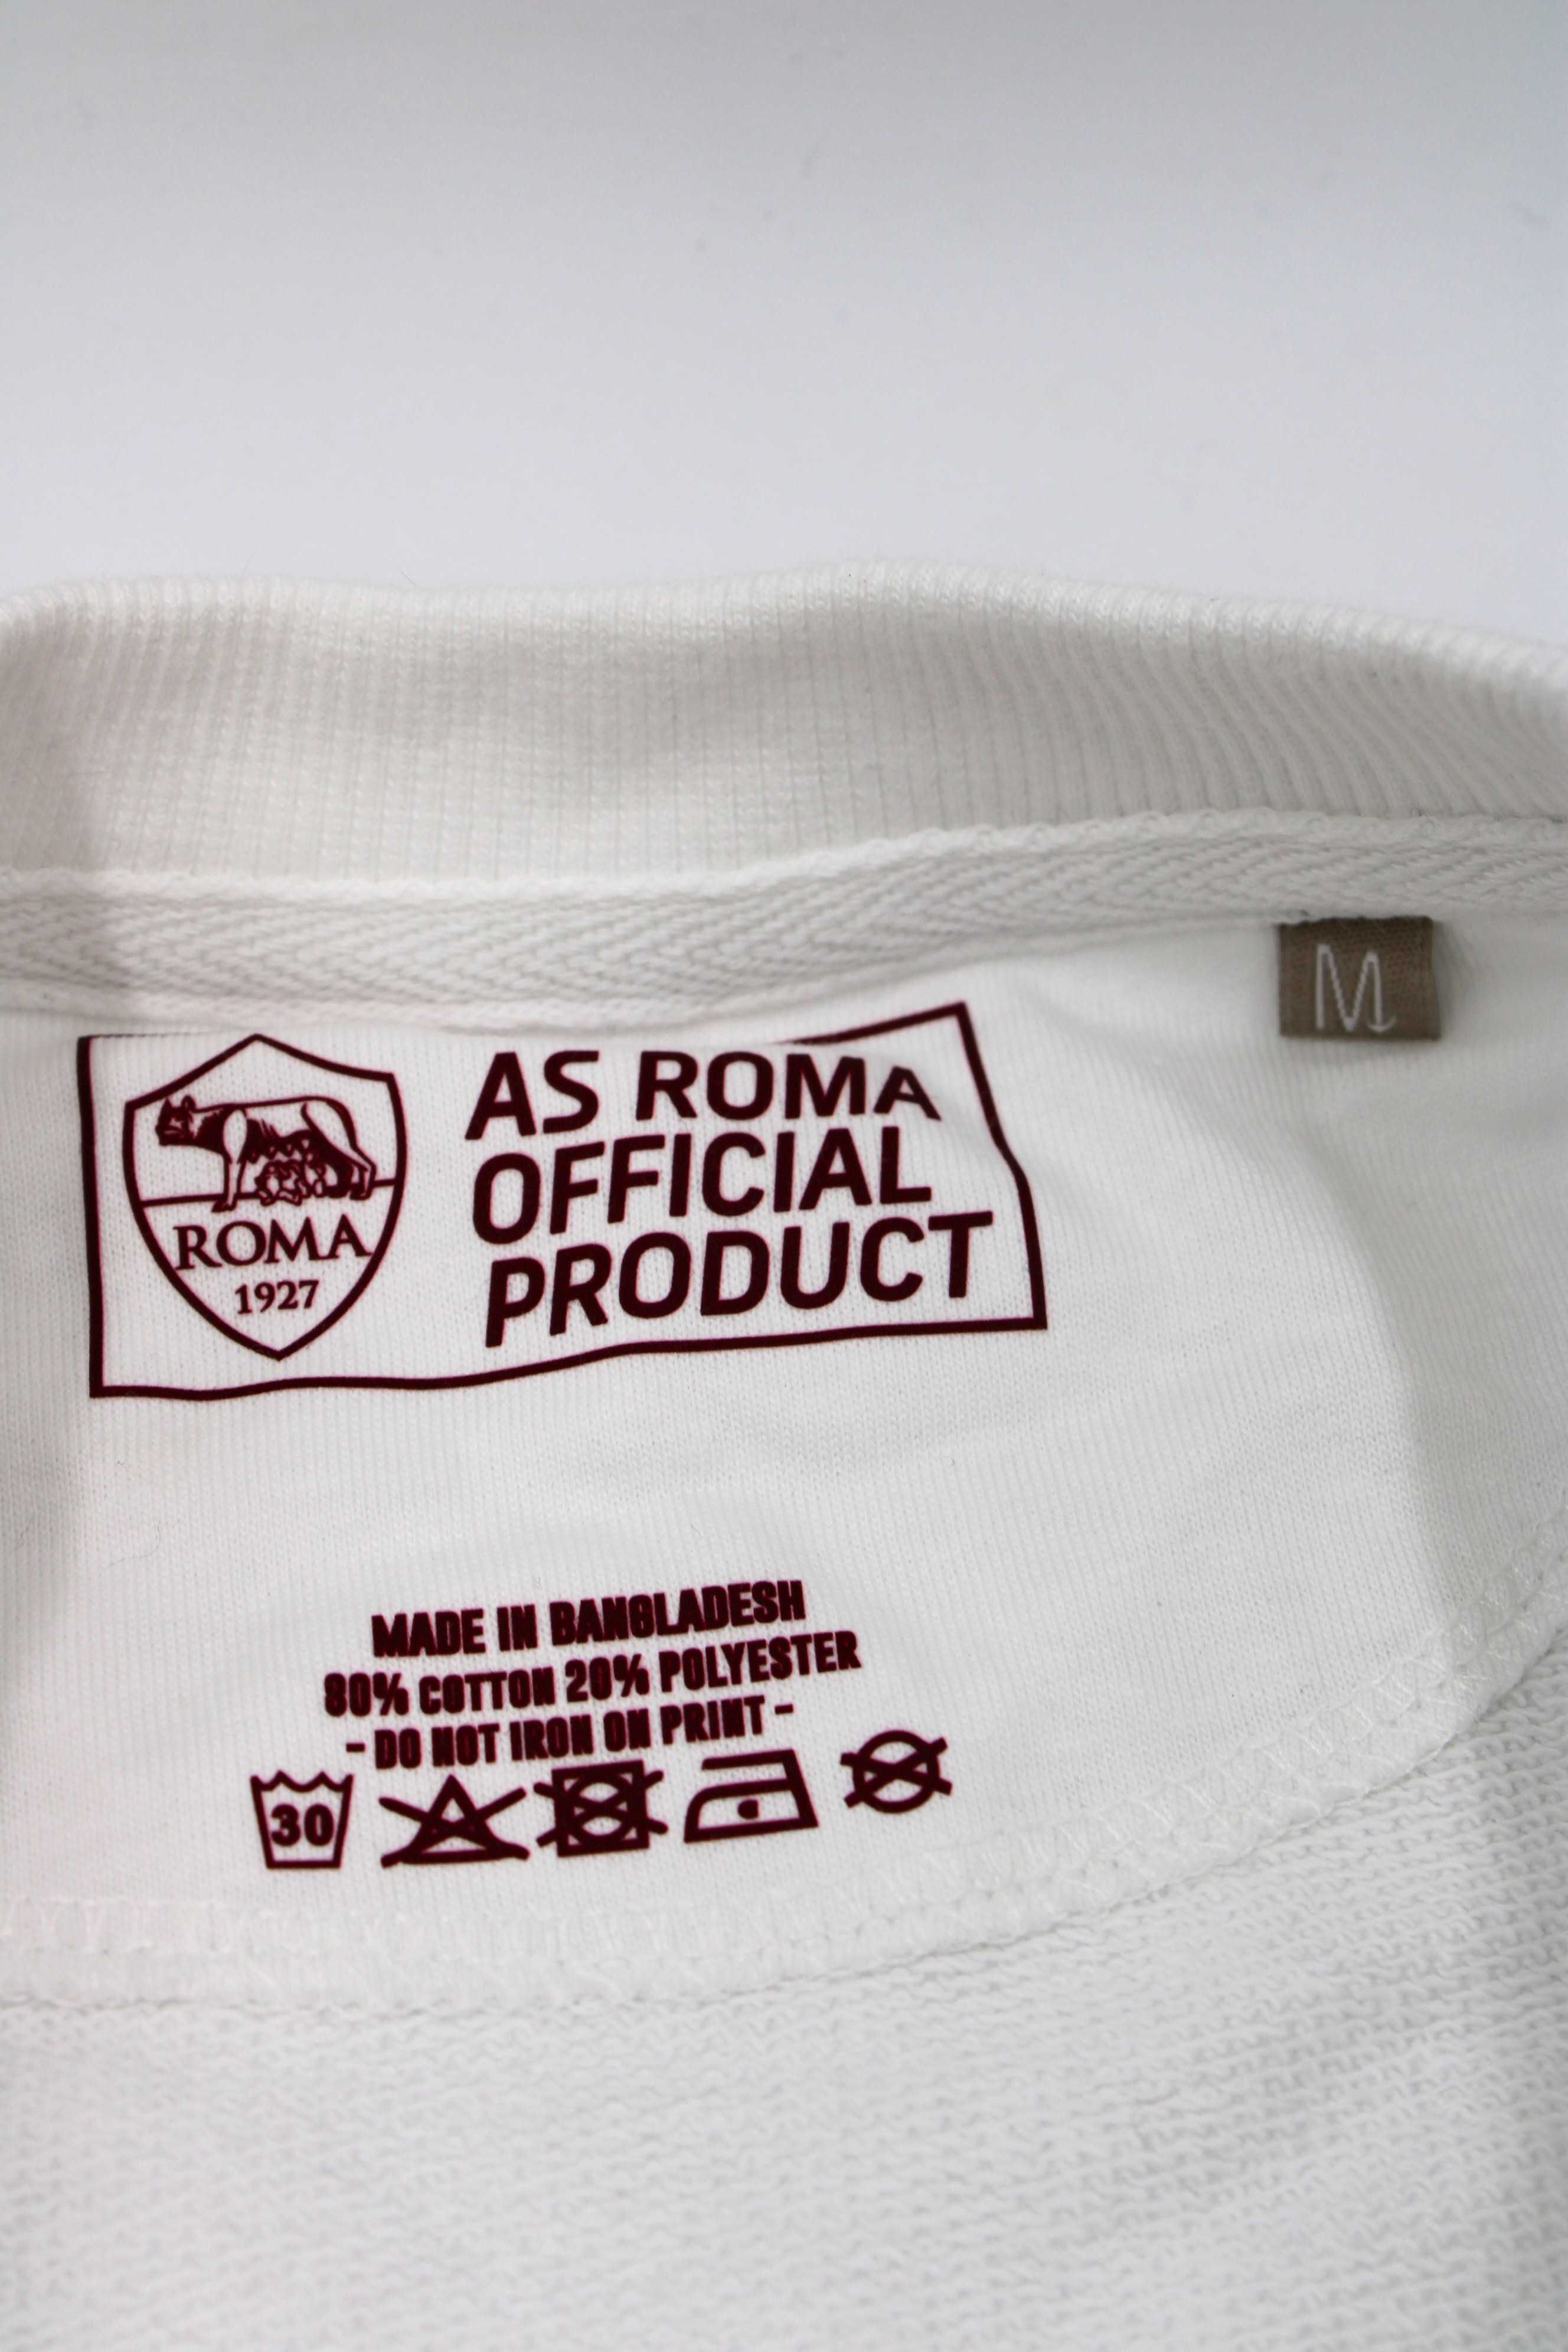 ROMA
1927
AS ROMA
OFFICIAL
PRODUCT
M
MADE IN BANGLADESH
80% COTTON 20% POLYESTER
- DO NOT IRON ON PRINT -
30